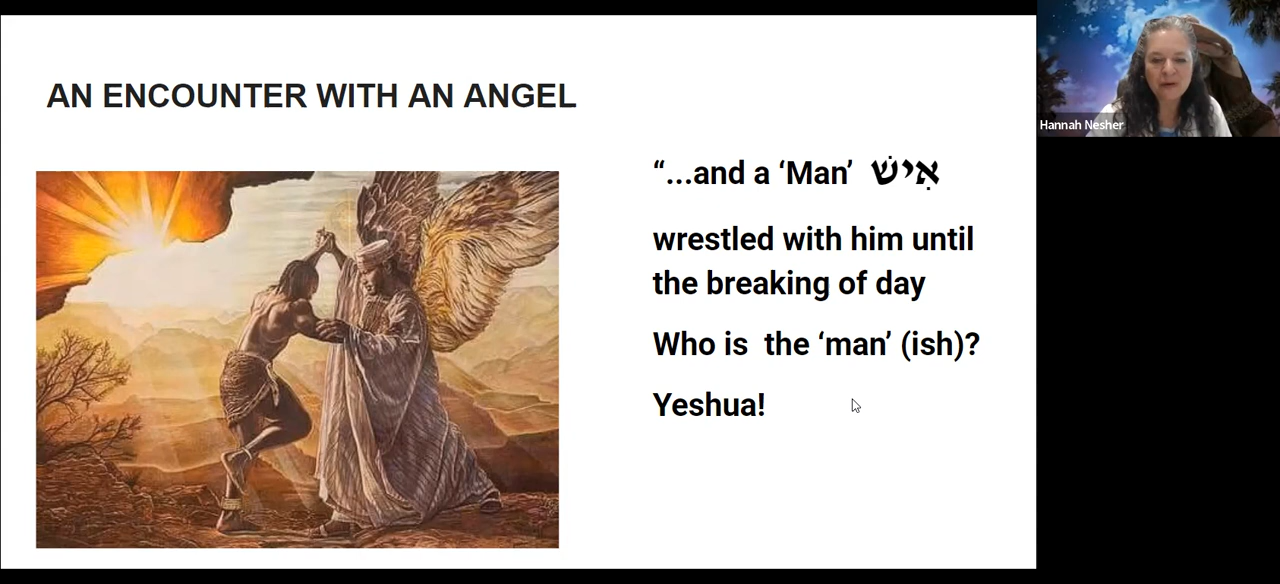 AN ENCOUNTER WITH AN ANGEL
“...and a ‘Man’ אִישׁ
wrestled with him until
the breaking of day
Who is the ‘man’ (ish)?
Yeshua!
Hannah Nesher